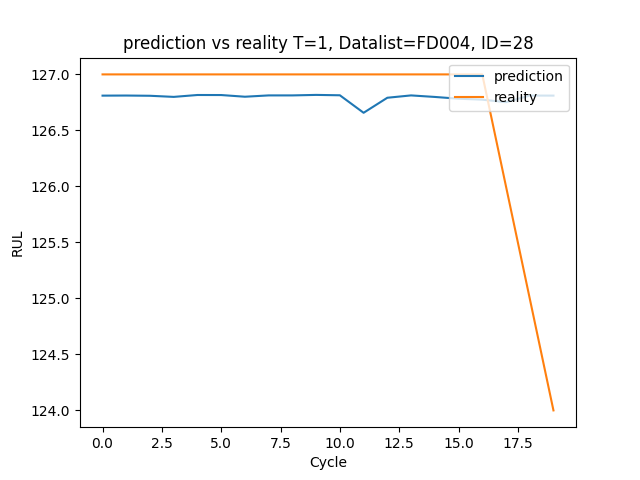 prediction vs reality T=1, Datalist=FD004, ID=28
127.0
126.5
126.0
125.5
125.0
124.5
124.0
RUL
prediction
reality
0.0 2.5 5.0 7.5 10.0 12.5 15.0 17.5
Cycle